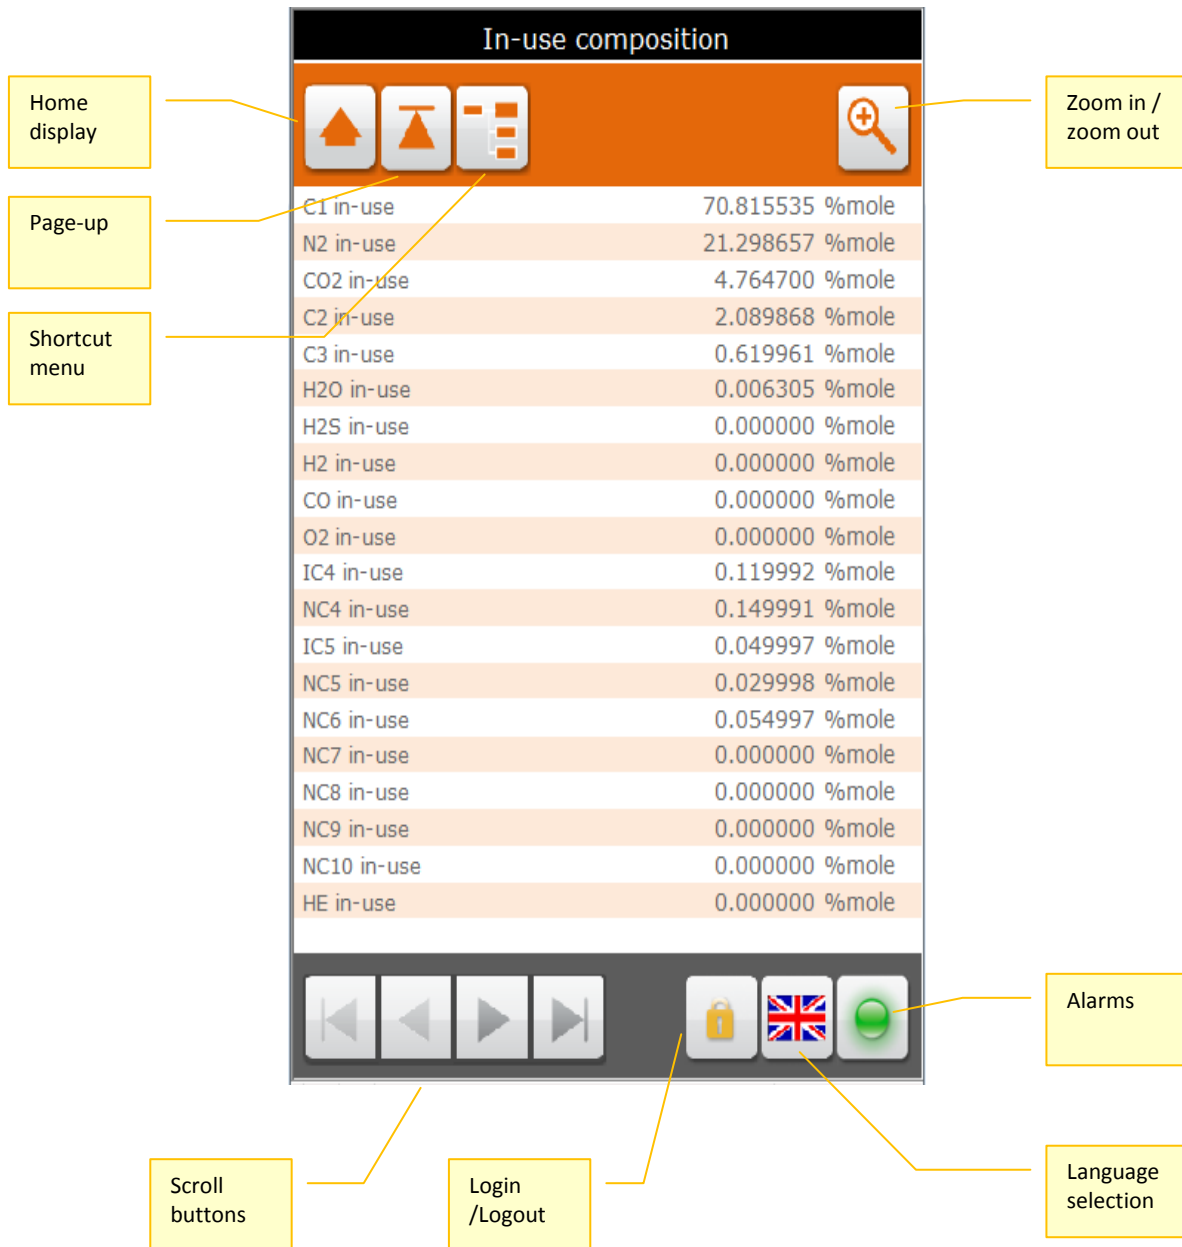 In-use composition
Home
display
Zoom in /
zoom out
Page-up
Shortcut
menu
C1 in-use 70.815535 %mole
N2 in-use 21.298657 %mole
CO2 in-use 4.764700 %mole
C2 in-use 2.089868 %mole
C3 in-use 0.619961 %mole
H2O in-use 0.006305 %mole
H2S in-use 0.000000 %mole
H2 in-use 0.000000 %mole
CO in-use 0.000000 %mole
O2 in-use 0.000000 %mole
IC4 in-use 0.119992 %mole
NC4 in-use 0.149991 %mole
IC5 in-use 0.049997 %mole
NC5 in-use 0.029998 %mole
NC6 in-use 0.054997 %mole
NC7 in-use 0.000000 %mole
NC8 in-use 0.000000 %mole
NC9 in-use 0.000000 %mole
NC10 in-use 0.000000 %mole
HE in-use 0.000000 %mole
Alarms
Scroll
buttons
Login
/Logout
Language
selection